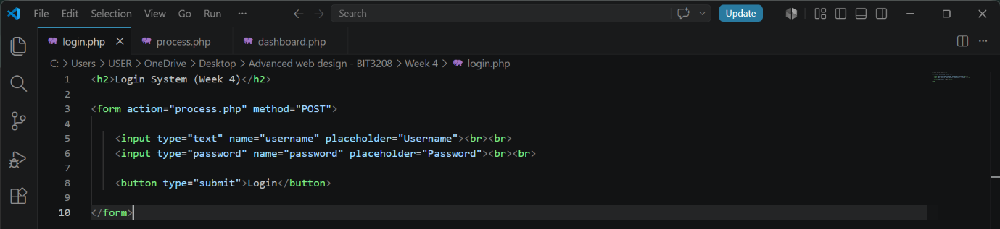 File Edit Selection View Go Run ··· Search Update
login.php process.php dashboard.php
C: > Users > USER > OneDrive > Desktop > Advanced web design - BIT3208 > Week 4 > login.php
1 <h2>Login System (Week 4)</h2>
2
3 <form action="process.php" method="POST">
4
5 <input type="text" name="username" placeholder="Username"><br><br>
6 <input type="password" name="password" placeholder="Password"><br><br>
7
8 <button type="submit">Login</button>
9
10 </form>